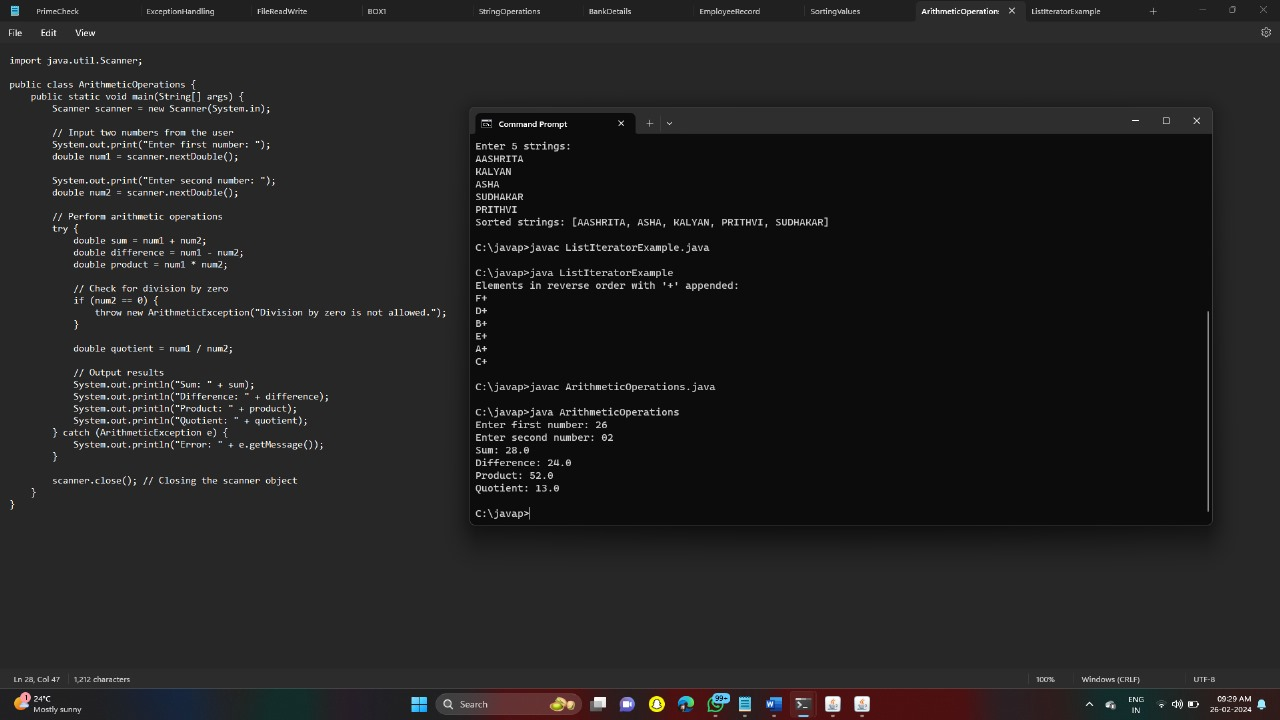 PrimeCheck
ExceptionHandling
FileReadWrite
BOX1
StringOperations
BankDetails
EmployeeRecord
SortingValues
ArithmeticOperations
ListIteratorExample
File
Edit
View
import java.util.Scanner;
public class ArithmeticOperations {
public static void main(String[] args) {
Scanner scanner = new Scanner(System.in);
// Input two numbers from the user
System.out.print("Enter first number: ");
double num1 = scanner.nextDouble();
System.out.print("Enter second number: ");
double num2 = scanner.nextDouble();
// Perform arithmetic operations
try {
double sum = num1 + num2;
double difference = num1 - num2;
double product = num1 * num2;
// Check for division by zero
if (num2 == 0) {
throw new ArithmeticException("Division by zero is not allowed.");
}
double quotient = num1 / num2;
// Output results
System.out.println("Sum: " + sum);
System.out.println("Difference: " + difference);
System.out.println("Product: " + product);
System.out.println("Quotient: " + quotient);
} catch (ArithmeticException e) {
System.out.println("Error: " + e.getMessage());
}
scanner.close(); // Closing the scanner object
}
}
Command Prompt
Enter 5 strings:
AASHRITA
KALYAN
ASHA
SUDHAKAR
PRITHVI
Sorted strings: [AASHRITA, ASHA, KALYAN, PRITHVI, SUDHAKAR]
C:\javap>javac ListIteratorExample.java
C:\javap>java ListIteratorExample
Elements in reverse order with '+' appended:
F+
D+
B+
E+
A+
C+
C:\javap>javac ArithmeticOperations.java
C:\javap>java ArithmeticOperations
Enter first number: 26
Enter second number: 02
Sum: 28.0
Difference: 24.0
Product: 52.0
Quotient: 13.0
C:\javap>
Ln 28, Col 47
1,212 characters
100%
Windows (CRLF)
UTF-8
1
24°C
Mostly sunny
Search
99+
ENG
IN
09:29 AM
26-02-2024